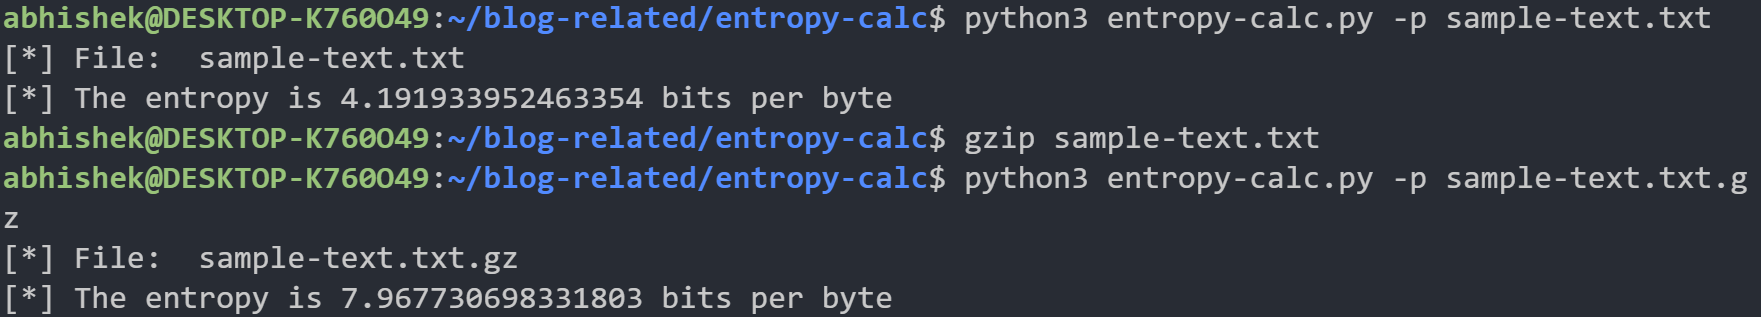 abhishek@DESKTOP-K760O49:~/blog-related/entropy-calc$ python3 entropy-calc.py -p sample-text.txt
[*] File:  sample-text.txt
[*] The entropy is 4.191933952463354 bits per byte
abhishek@DESKTOP-K760O49:~/blog-related/entropy-calc$ gzip sample-text.txt
abhishek@DESKTOP-K760O49:~/blog-related/entropy-calc$ python3 entropy-calc.py -p sample-text.txt.g
z
[*] File:  sample-text.txt.gz
[*] The entropy is 7.967730698331803 bits per byte